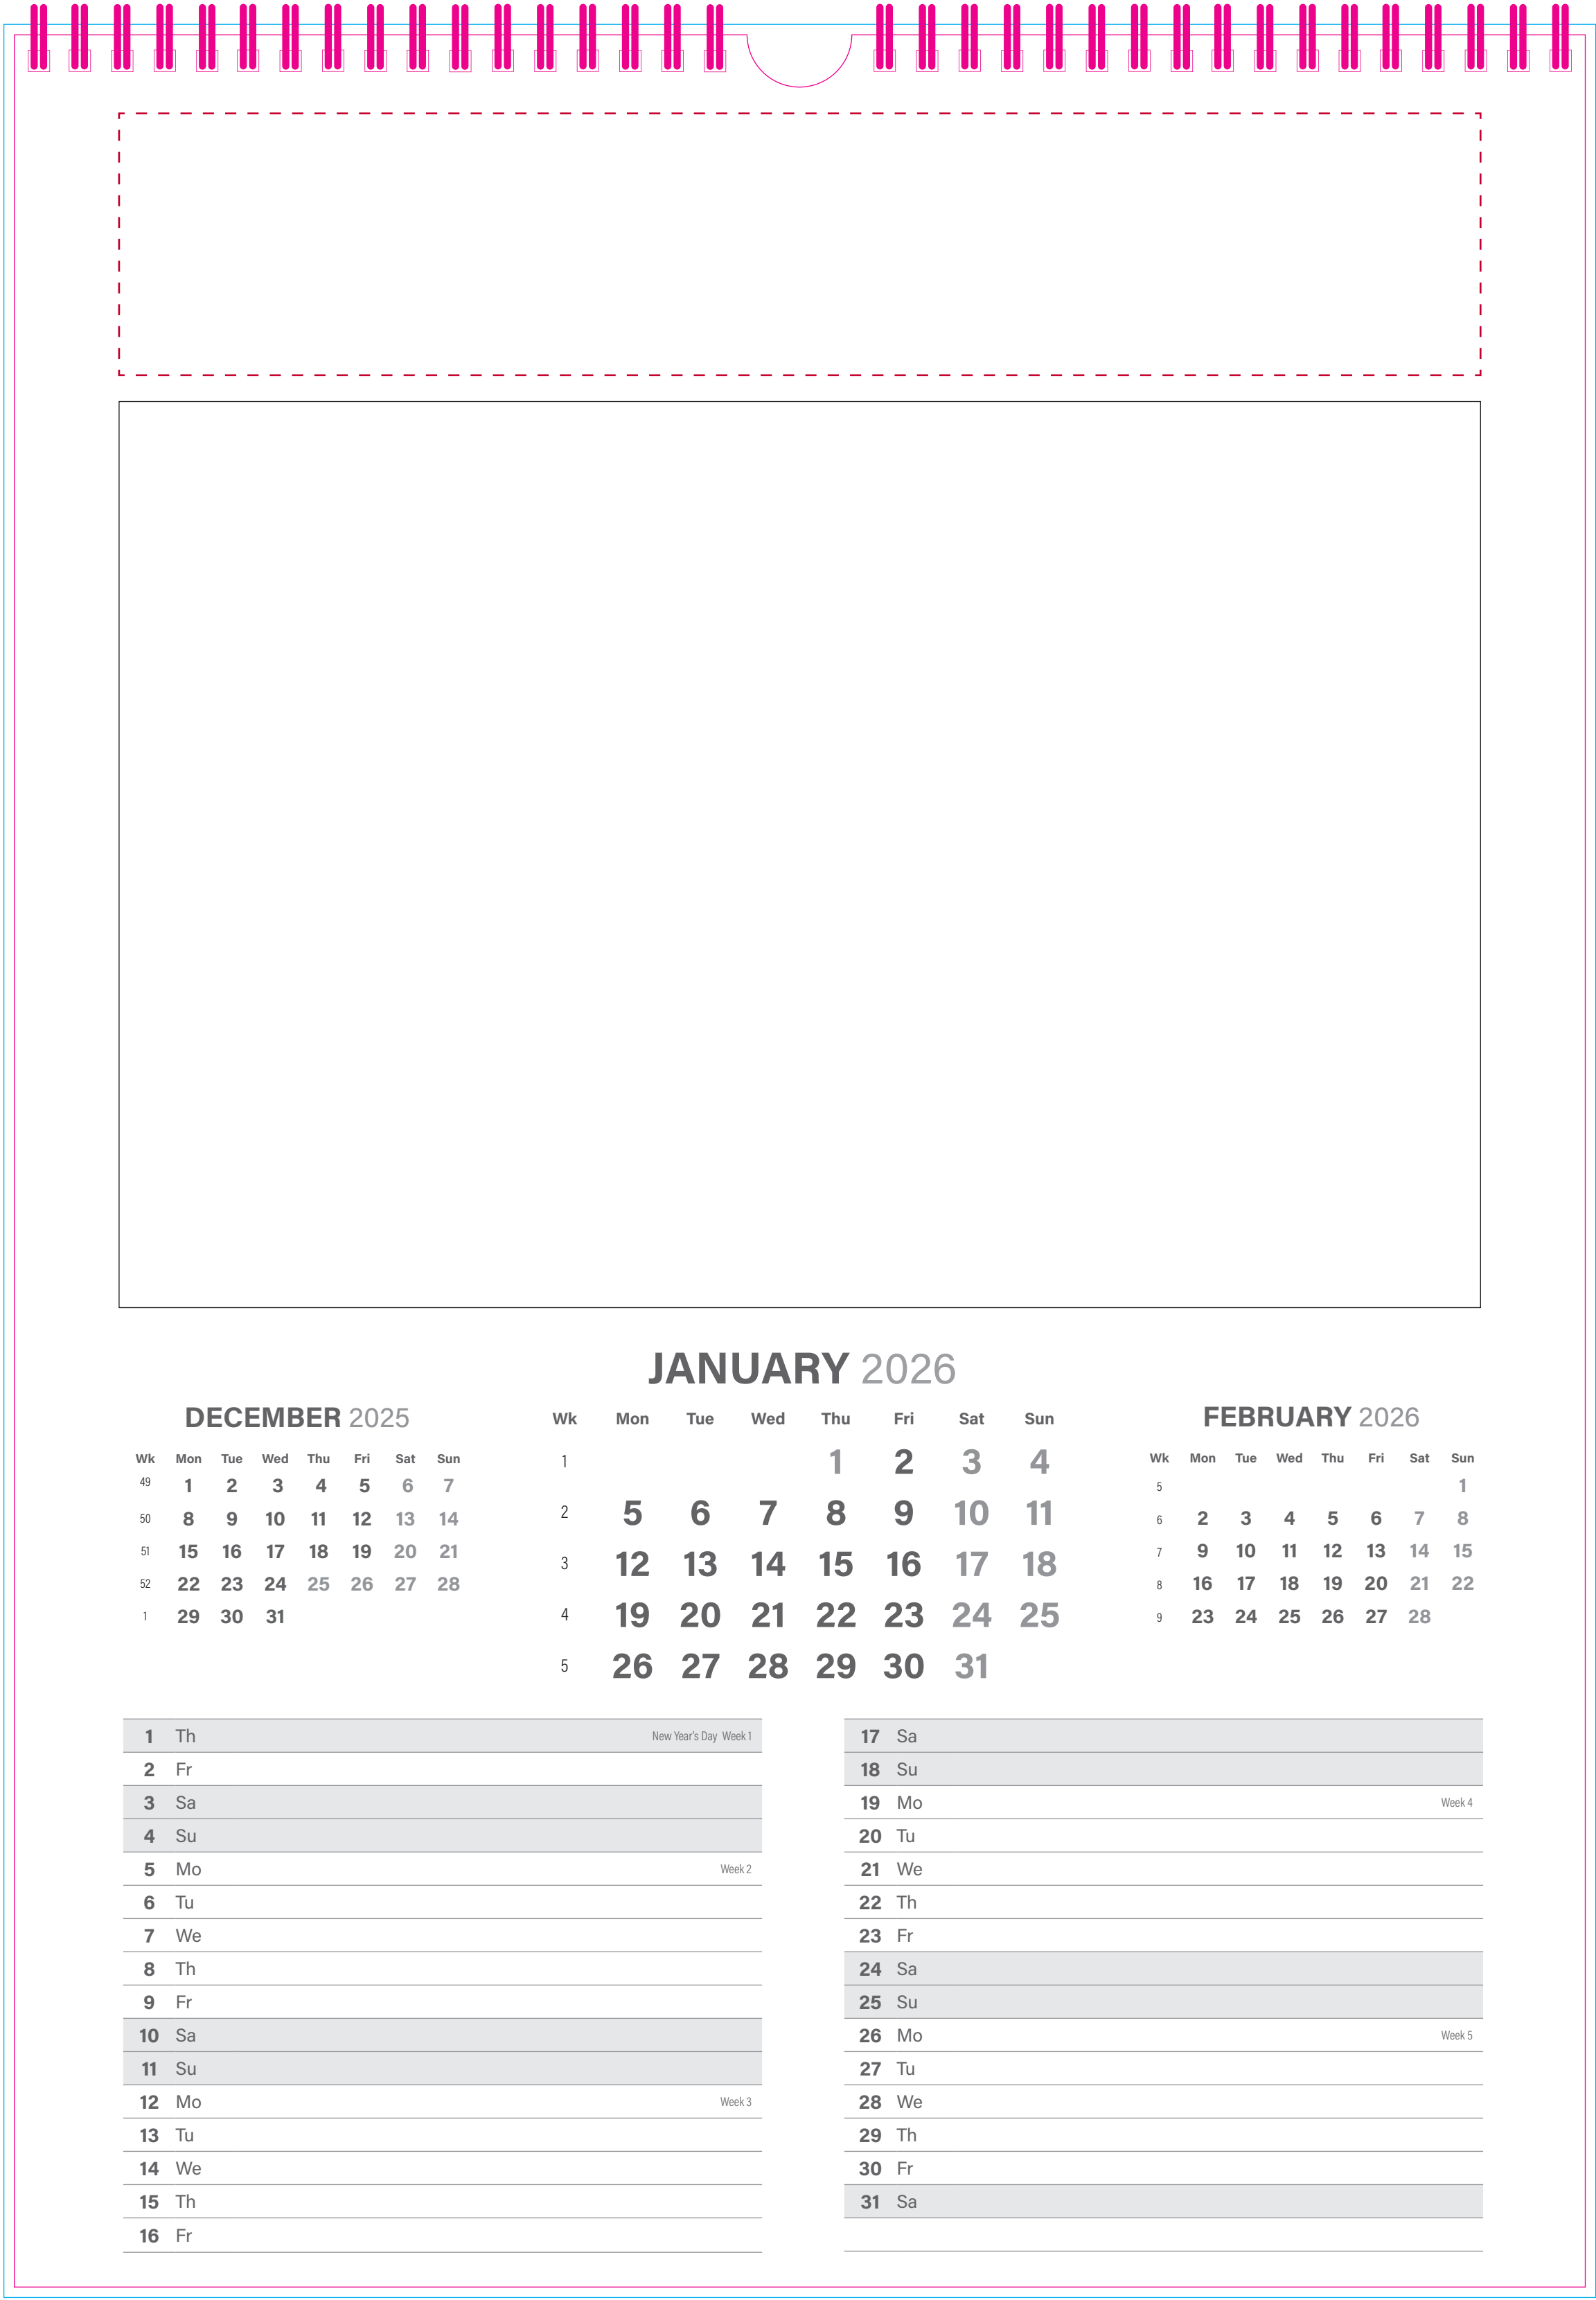 JANUARY 2026
DECEMBER 2025
Wk Mon Tue Wed Thu Fri Sat Sun
49 1 2 3 4 5 6 7
50 8 9 10 11 12 13 14
51 15 16 17 18 19 20 21
52 22 23 24 25 26 27 28
1 29 30 31
Wk Mon Tue Wed Thu Fri Sat Sun
1 1 2 3 4
2 5 6 7 8 9 10 11
3 12 13 14 15 16 17 18
4 19 20 21 22 23 24 25
5 26 27 28 29 30 31
FEBRUARY 2026
Wk Mon Tue Wed Thu Fri Sat Sun
5 1
6 2 3 4 5 6 7 8
7 9 10 11 12 13 14 15
8 16 17 18 19 20 21 22
9 23 24 25 26 27 28
1 Th New Year's Day Week 1
2 Fr
3 Sa
4 Su
5 Mo Week 2
6 Tu
7 We
8 Th
9 Fr
10 Sa
11 Su
12 Mo Week 3
13 Tu
14 We
15 Th
16 Fr
17 Sa
18 Su
19 Mo Week 4
20 Tu
21 We
22 Th
23 Fr
24 Sa
25 Su
26 Mo Week 5
27 Tu
28 We
29 Th
30 Fr
31 Sa